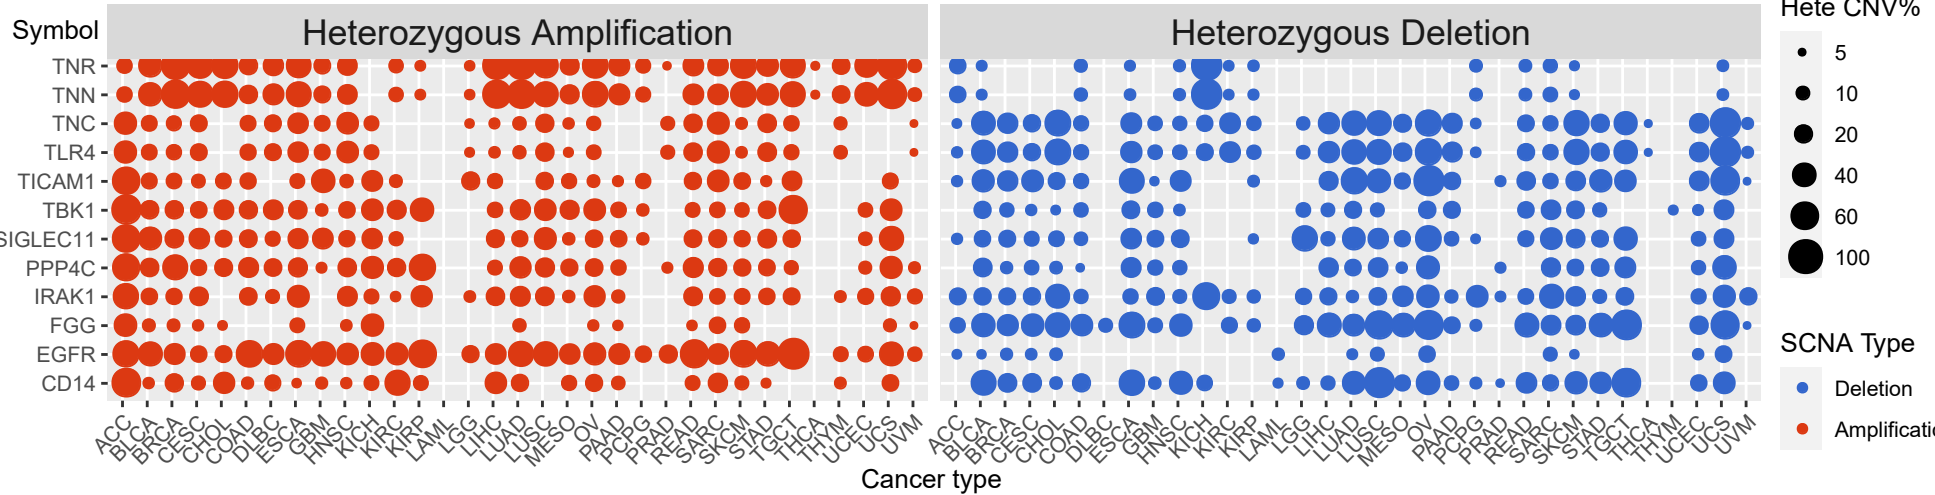 Symbol
Heterozygous Amplification
Heterozygous Deletion
Hete CNV%
TNR
TNN
TNC
TLR4
TICAM1
TBK1
SIGLEC11
PPP4C
IRAK1
FGG
EGFR
CD14
5
10
20
40
60
100
SCNA Type
Deletion
Amplificatio
ACC BLCA BRCA CESC CHOL COAD DLBC ESCA GBM HNSC KICH KIRC KIRP LAML LGG LIHC LUAD LUSC MESO OV PAAD PCPG PRAD READ SARC SKCM STAD TGCT THCA THYM UCEC UCS UVM
ACC BLCA BRCA CESC CHOL COAD DLBC ESCA GBM HNSC KICH KIRC KIRP LAML LGG LIHC LUAD LUSC MESO OV PAAD PCPG PRAD READ SARC SKCM STAD TGCT THCA THYM UCEC UCS UVM
Cancer type